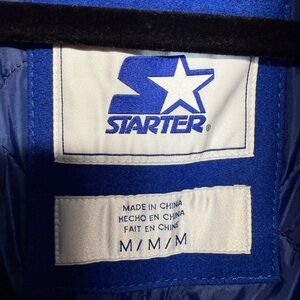 STARTER®
MADE IN CHINA
HECHO EN CHINA
FAIT EN CHINE
M/M/M